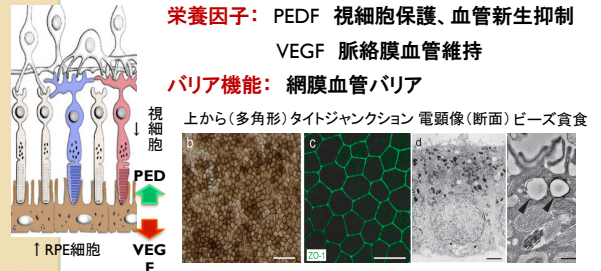 栄養因子： PEDF 視細胞保護、血管新生抑制
VEGF 脈絡膜血管維持
バリア機能： 網膜血管バリア
上から（多角形）タイトジャンクション 電顕像（断面）ビーズ貪食
↓視細胞
PED
↑RPE細胞
VEG
F
b
c
d
ZO-1